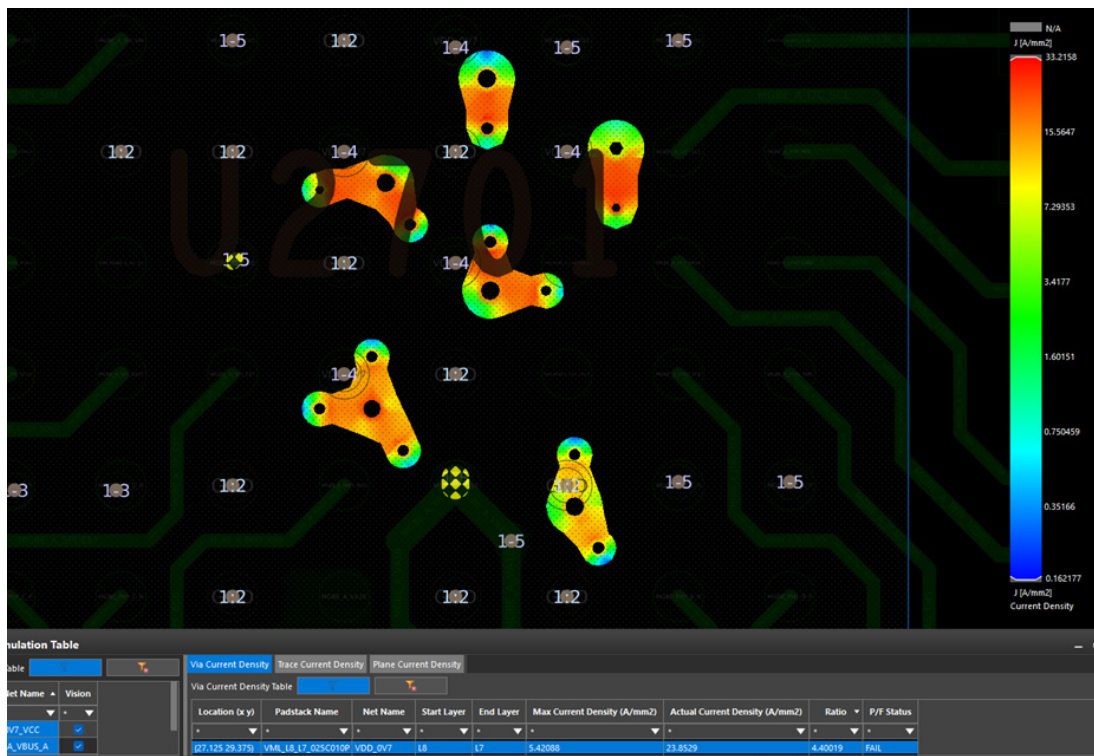 1-5 1:2 1-4 1-5 1-5
N/A
J [A/mm2]
33.2158
15.5647
7.29353
3.4177
1.60151
0.750459
0.35166
0.162177
J [A/mm2]
Current Density
1:2 1:2 1-4 1:2 1-4
U2701
1-5 1:2 1-4
1-4 1:2
1-3 1-3 1:2 1-5 1-5
1-5
1:2 1:2 1:2
nulation Table
Table
Net Name Vision
0V7_VCC
A_VBUS_A
Via Current Density Trace Current Density Plane Current Density
Via Current Density Table
Location (x y) Padstack Name Net Name Start Layer End Layer Max Current Density (A/mm2) Actual Current Density (A/mm2) Ratio P/F Status
(27.125 29.375) VML_L8_L7_025C010P VDD_0V7 L8 L7 5.42088 23.8529 4.40019 FAIL